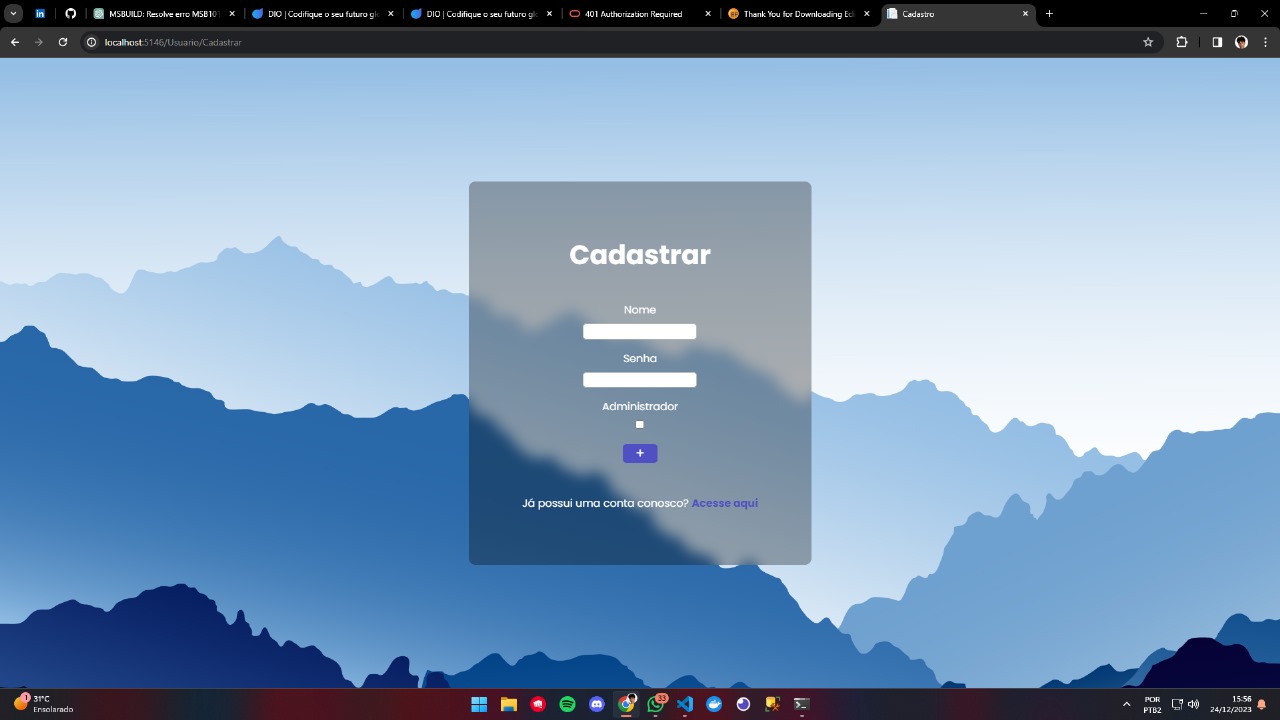 MSBUILD: Resolve erro MSB10
DIO | Codifique o seu futuro gl
DIO | Codifique o seu futuro gl
401 Authorization Required
Thank You for Downloading Ecl
Cadastro
localhost:5146/Usuario/Cadastrar
Cadastrar
Nome
Senha
Administrador
+
Já possui uma conta conosco? Acesse aqui
1
31°C
Ensolarado
33
POR
PTB2
15:56
24/12/2023